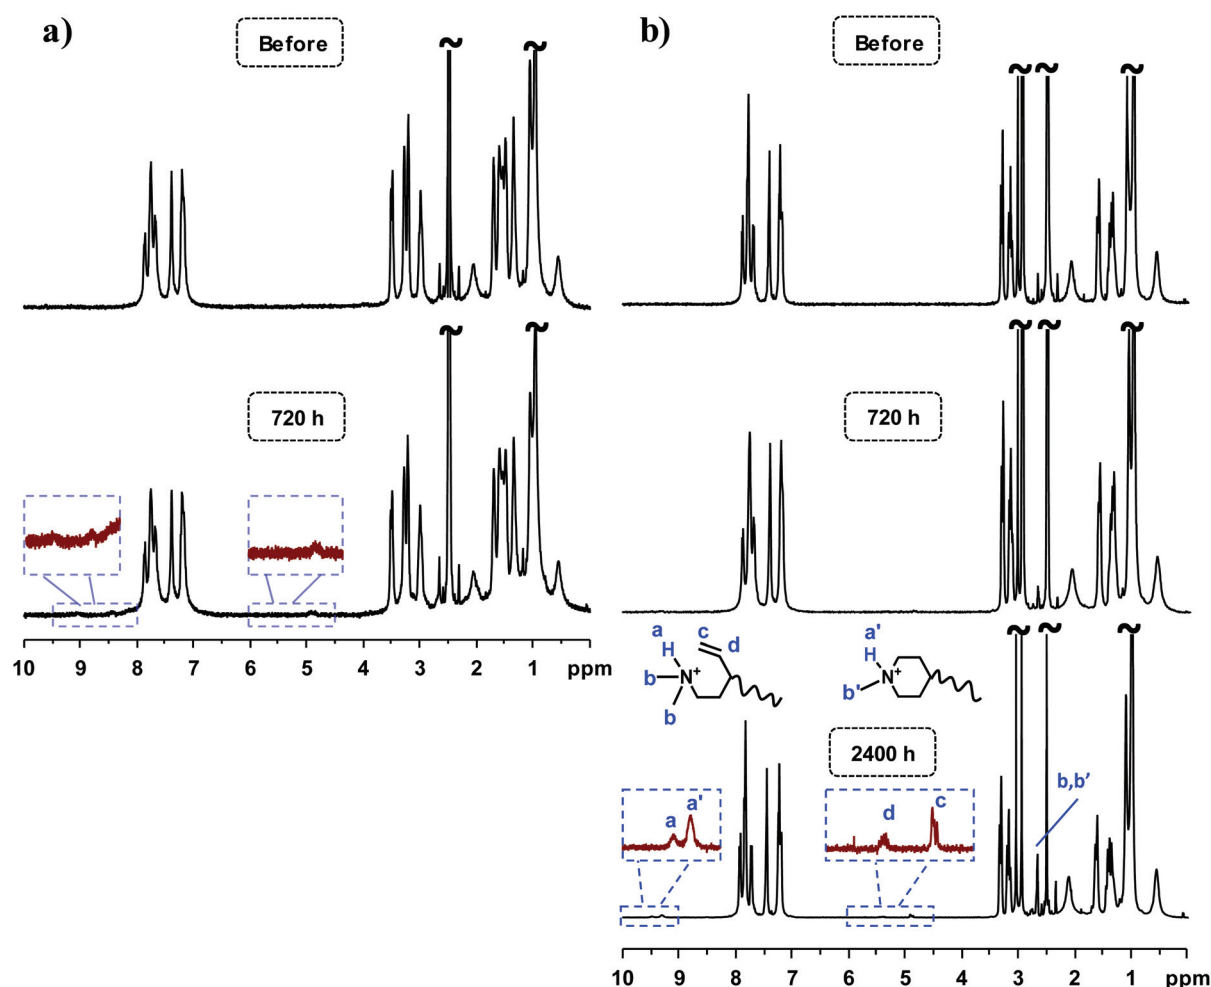 a)
Before
720 h
10 9 8 7 6 5 4 3 2 1 ppm
b)
Before
720 h
a
H
N+
b
b
c
d
a'
H
N+
b'
2400 h
a
a'
d
c
b,b’
10 9 8 7 6 5 4 3 2 1 ppm